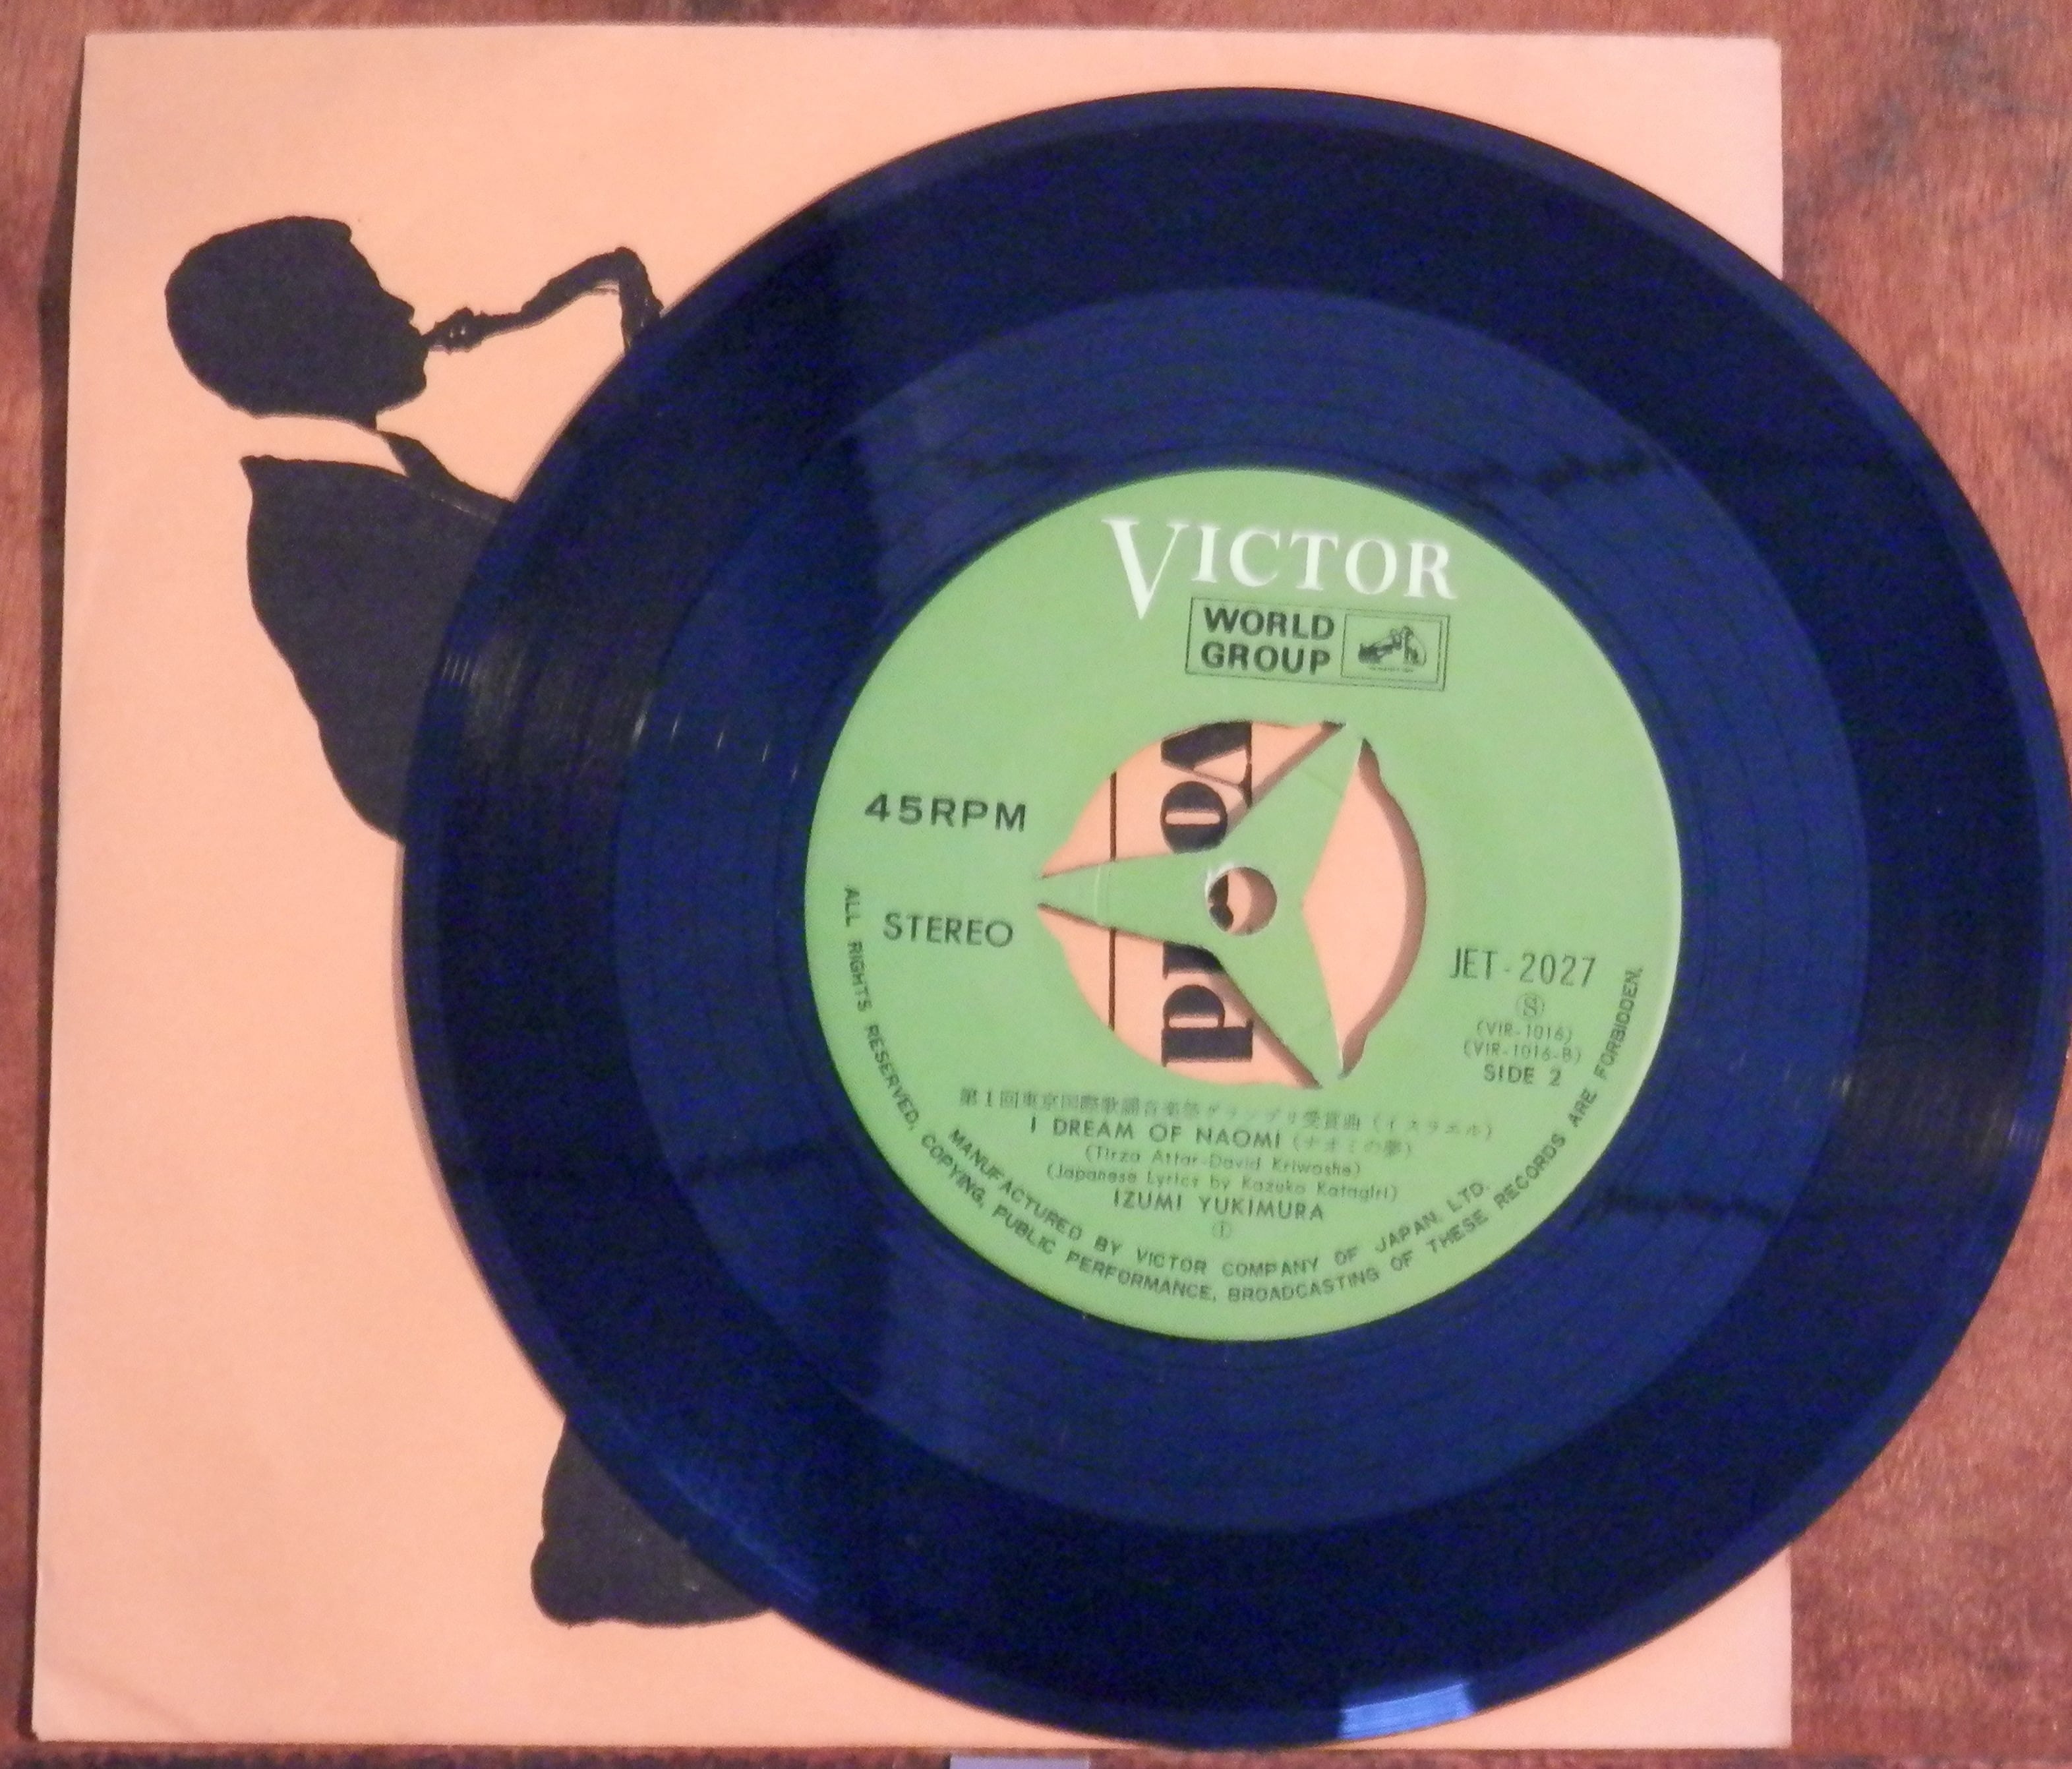 VICTOR
WORLD
GROUP
45RPM
STEREO
JET-2027
Ⓢ
(VIR-1016)
(VIR-1016-B)
SIDE 2
第1回東京国際歌謡音楽祭グランプリ受賞曲(イスラエル)
I DREAM OF NAOMI (ナオミの夢)
(Tirza Attar-David Kriwoshe)
(Japanese Lyrics by Kazuko Katagiri)
IZUMI YUKIMURA
Ⓘ
MANUFACTURED BY VICTOR COMPANY OF JAPAN, LTD.
ALL RIGHTS RESERVED, COPYING, PUBLIC PERFORMANCE, BROADCASTING OF THESE RECORDS ARE FORBIDDEN.